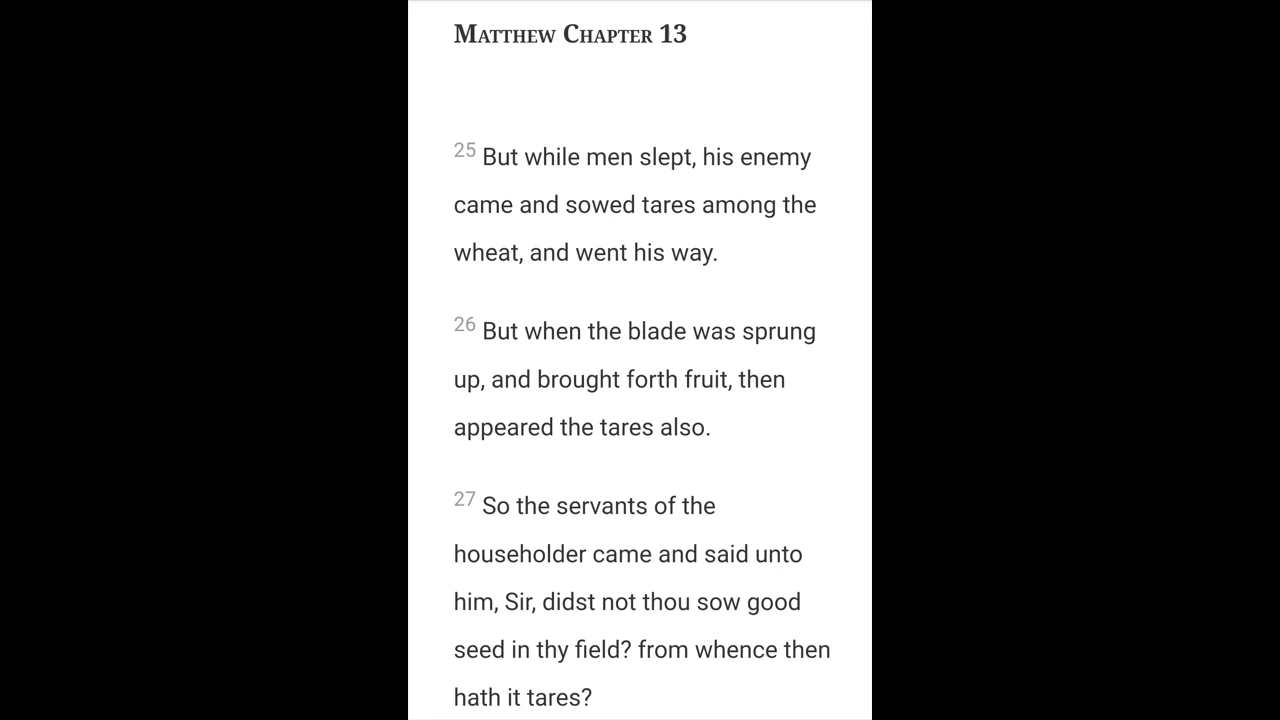 Matthew Chapter 13
25 But while men slept, his enemy
came and sowed tares among the
wheat, and went his way.
26 But when the blade was sprung
up, and brought forth fruit, then
appeared the tares also.
27 So the servants of the
householder came and said unto
him, Sir, didst not thou sow good
seed in thy field? from whence then
hath it tares?